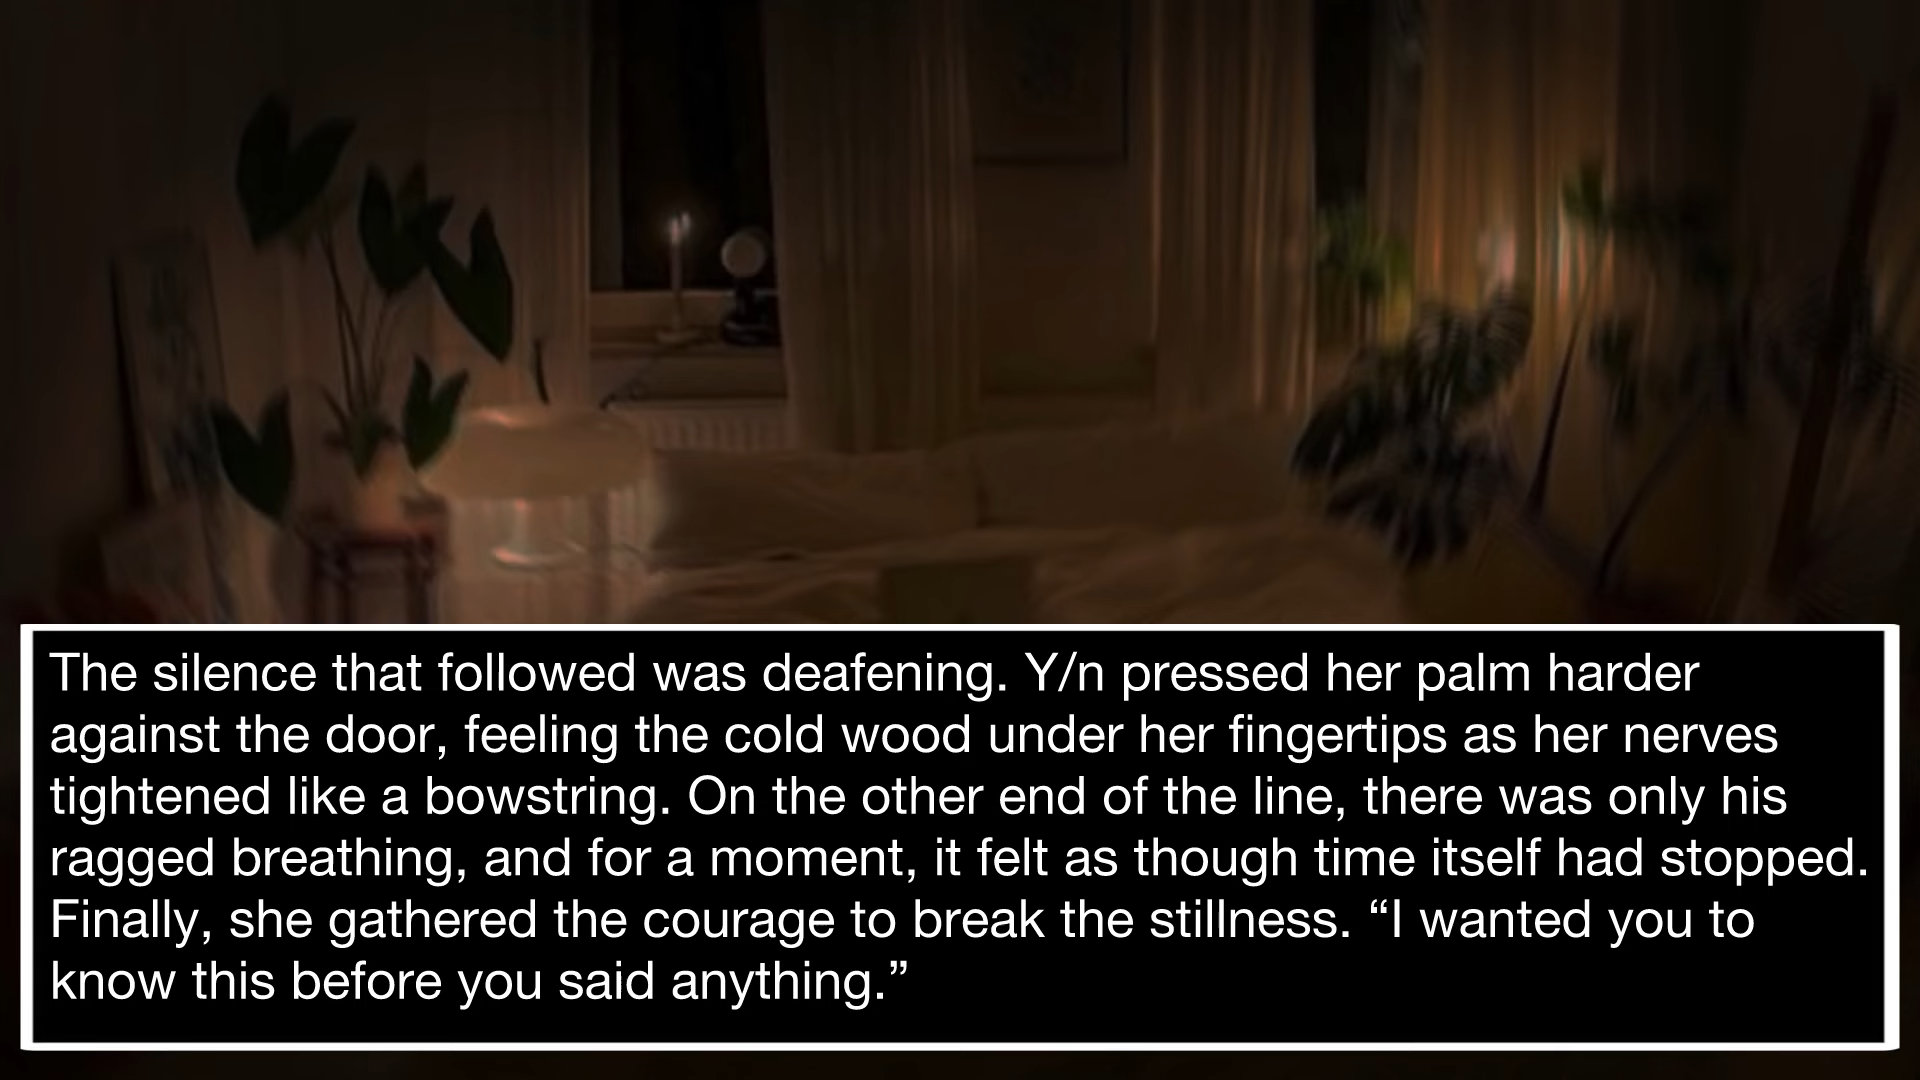 The silence that followed was deafening. Y/n pressed her palm harder
against the door, feeling the cold wood under her fingertips as her nerves
tightened like a bowstring. On the other end of the line, there was only his
ragged breathing, and for a moment, it felt as though time itself had stopped.
Finally, she gathered the courage to break the stillness. “I wanted you to
know this before you said anything.”